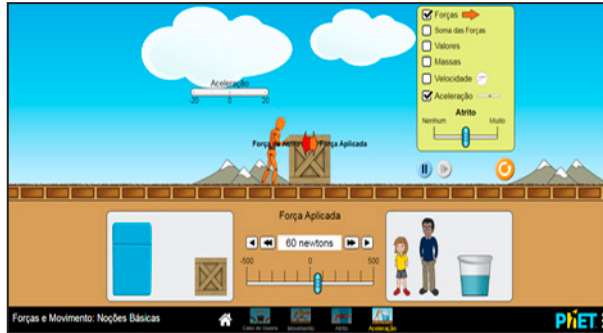 Forças
Soma das Forças
Valores
Massas
Velocidade
Aceleração
Atrito
Nenhum Muito
Aceleração
-20 0 20
Força de Atrito Força Aplicada
Força Aplicada
60 newtons
-500 0 500
Forças e Movimento: Noções Básicas
Cabo de Guerra Movimento Atrito Aceleração
PhET